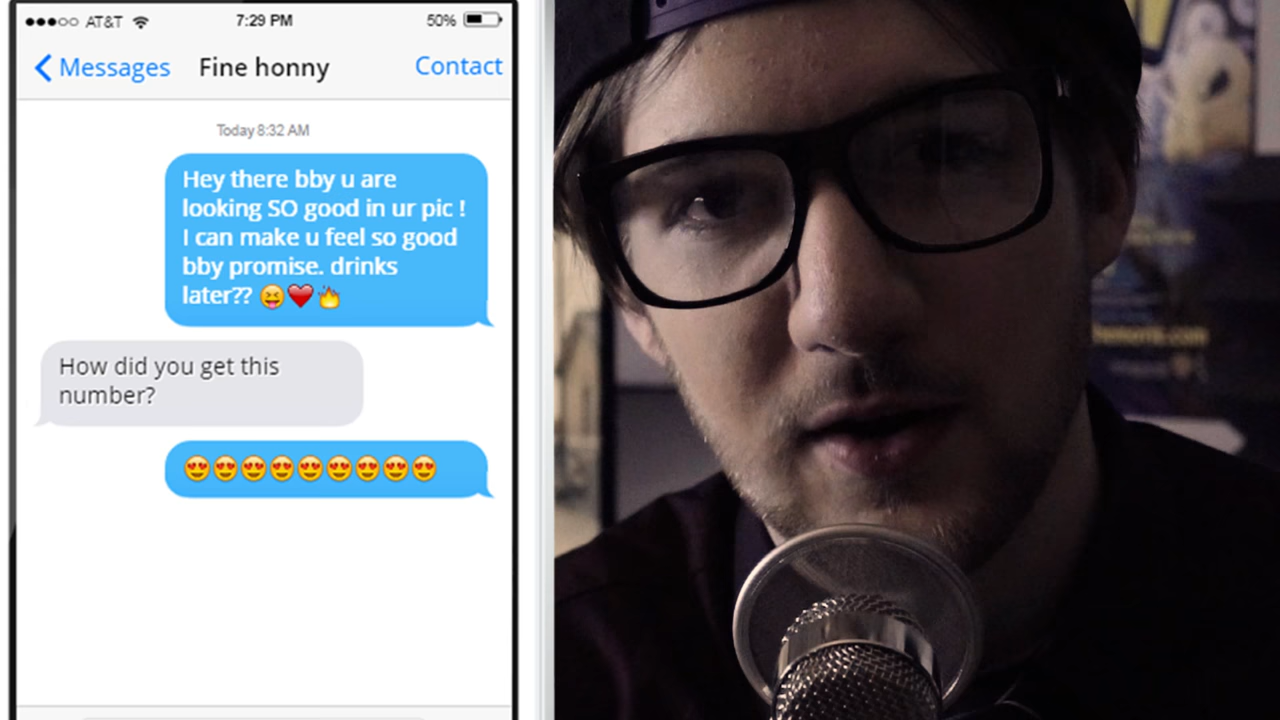 AT&T 7:29 PM 50%
Messages Fine honny Contact
Today 8:32 AM
Hey there bby u are
looking SO good in ur pic !
I can make u feel so good
bby promise. drinks
later?? 😝❤️🔥
How did you get this
number?
😍😍😍😍😍😍😍😍😍